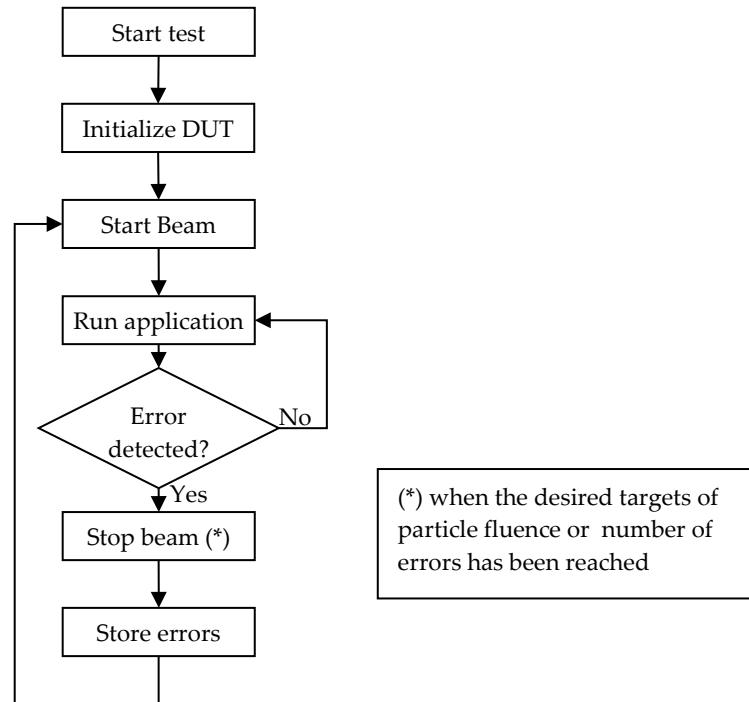 Start test
Initialize DUT
Start Beam
Run application
Error
detected?
No
Yes
Stop beam (*)
Store errors
(*) when the desired targets of
particle fluence or number of
errors has been reached